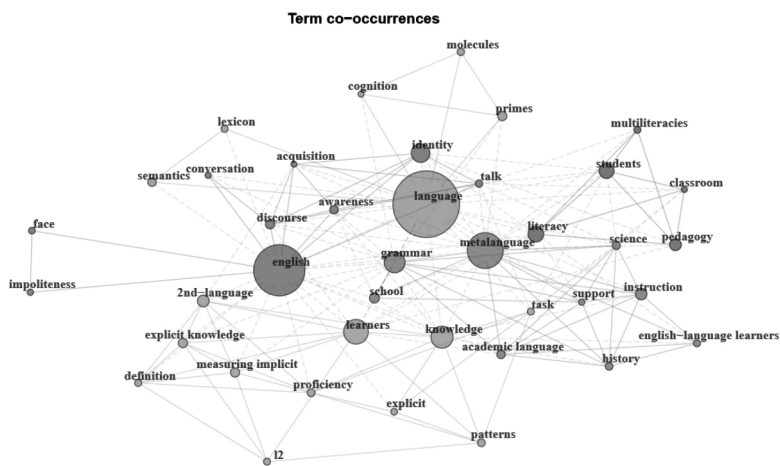 Term co-occurrences
molecules
cognition
primes
lexicon
multiliteracies
identity
acquisition
students
conversation
talk
semantics
classroom
language
awareness
discourse
face
literacy
metalanguage
science
pedagogy
grammar
english
impoliteness
school
support
instruction
2nd-language
task
learners
knowledge
explicit knowledge
academic language
english-language learners
measuring implicit
history
definition
proficiency
explicit
patterns
l2